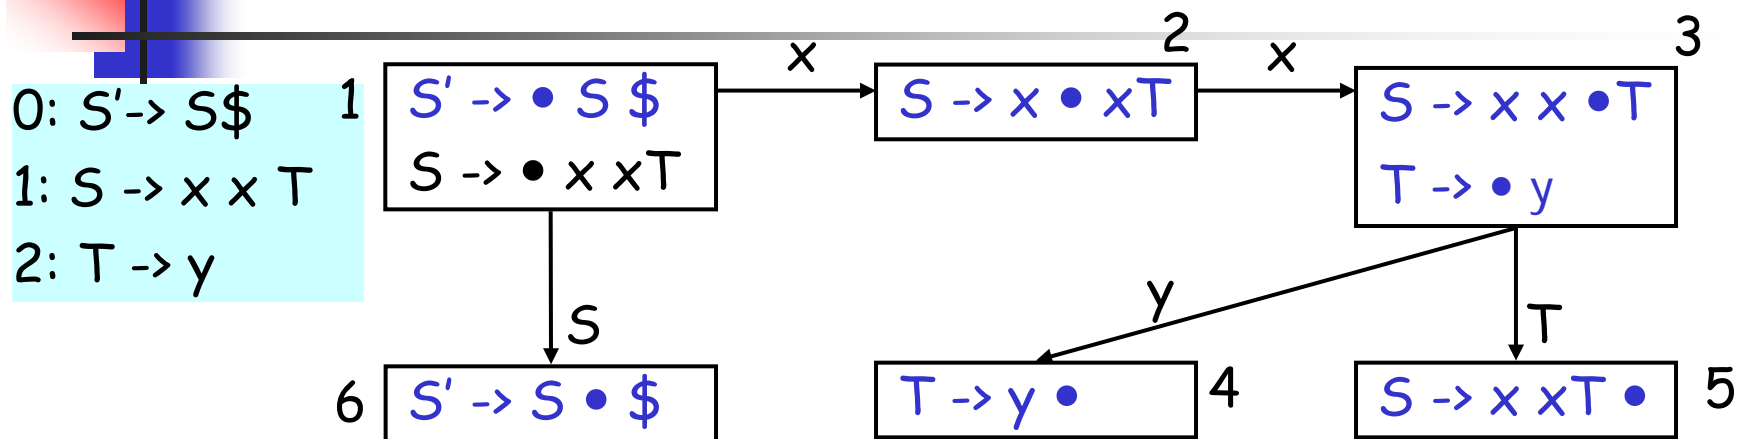 0: S'-> S$
1: S -> x x T
2: T -> y
1
S' -> • S $
S -> • x xT
x
2
S -> x • xT
x
3
S -> x x •T
T -> • y
S
y
T
6
S' -> S • $
T -> y •
4
S -> x xT •
5